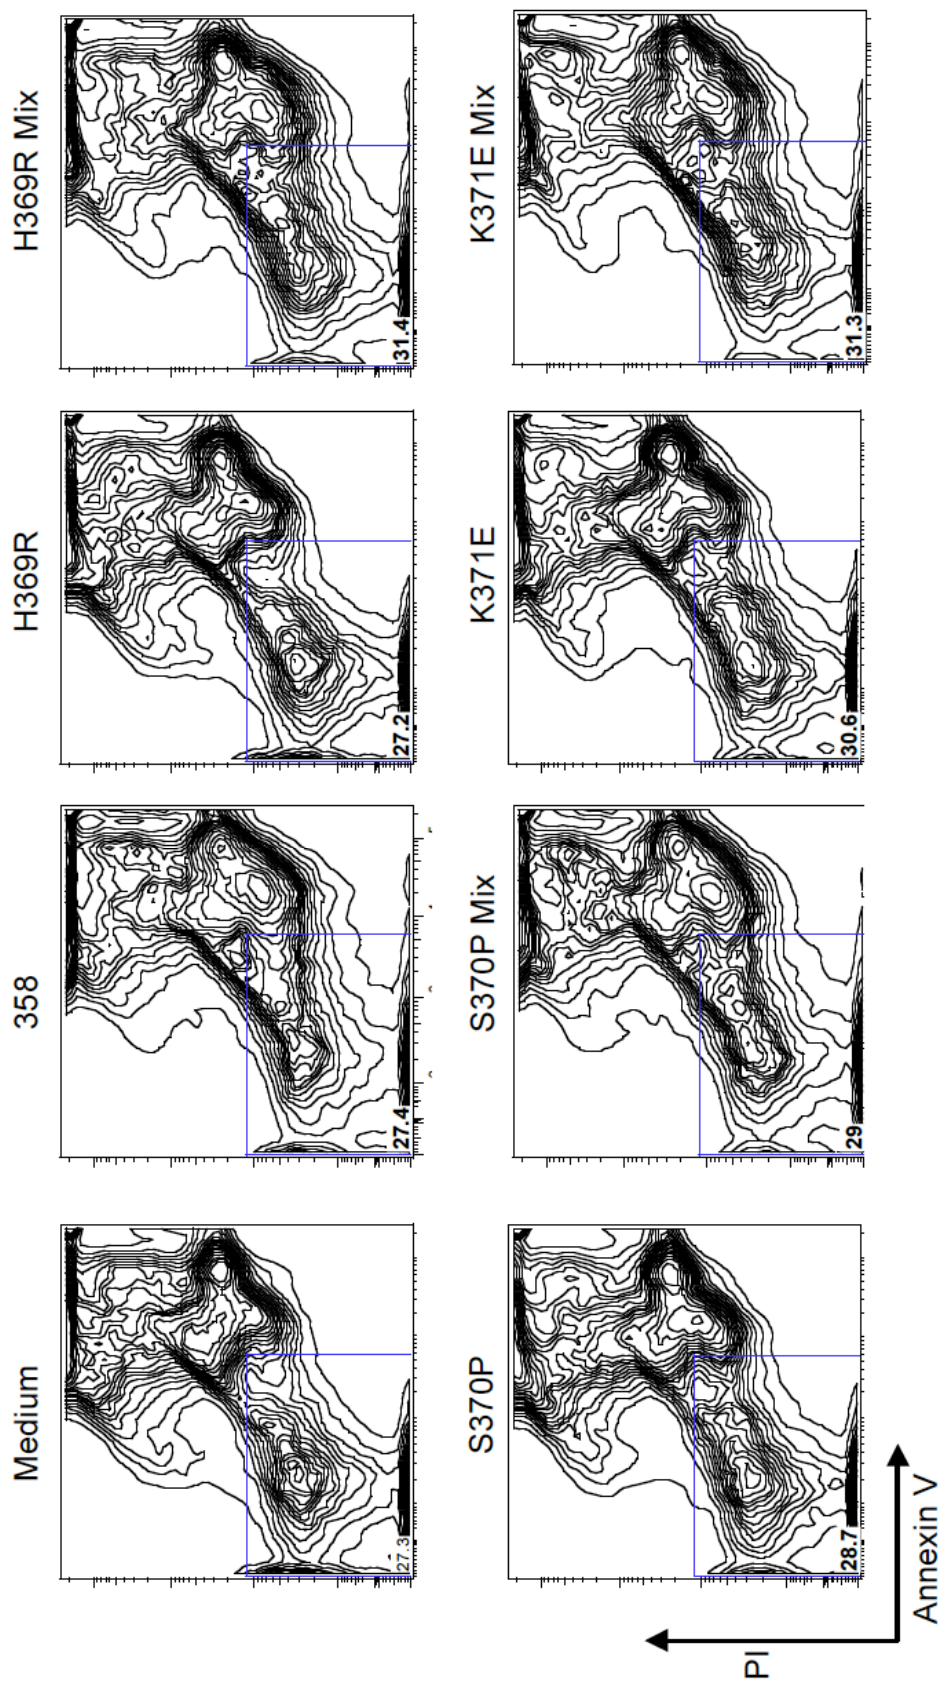 Medium
358
H369R
H369R Mix
27.3
27.4
27.2
31.4
S370P
S370P Mix
K371E
K371E Mix
28.7
29
30.6
31.3
PI
Annexin V